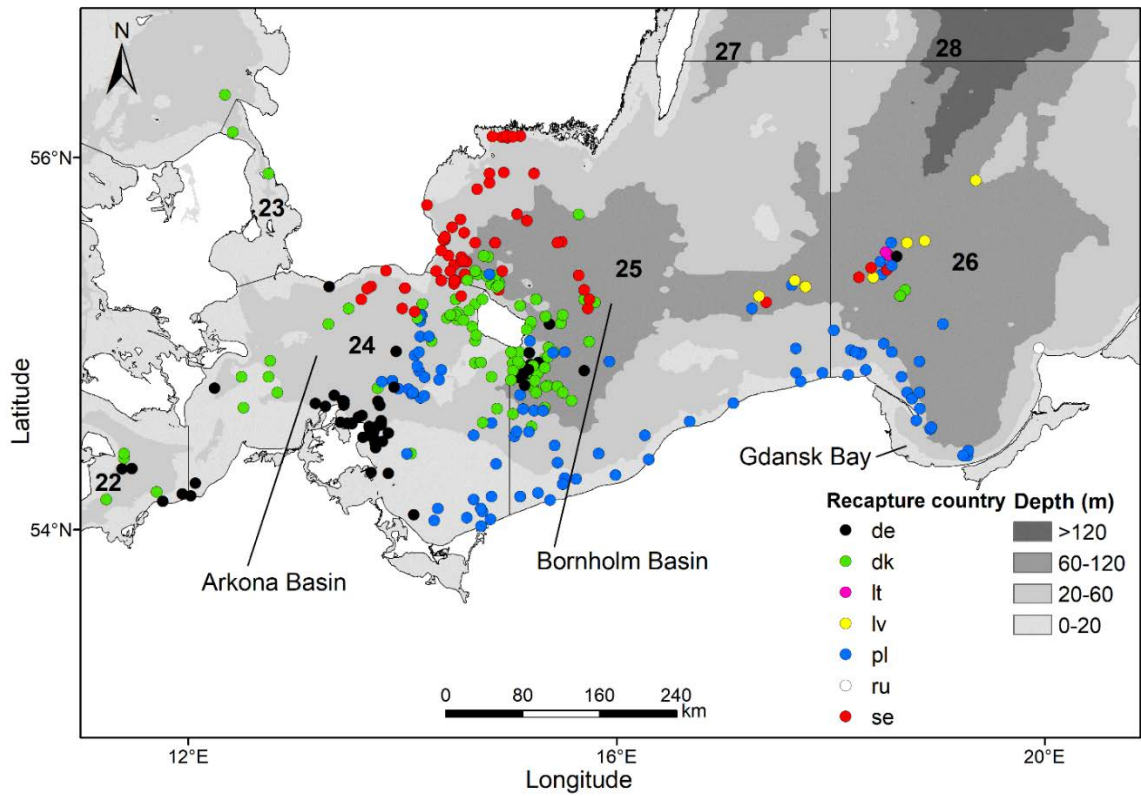 N
27
28
56°N
23
25
26
24
Gdansk Bay
22
Recapture country
Depth (m)
de
>120
dk
60-120
lt
20-60
lv
0-20
pl
ru
se
54°N
Bornholm Basin
Arkona Basin
Latitude
0 80 160 240
km
12°E 16°E 20°E
Longitude